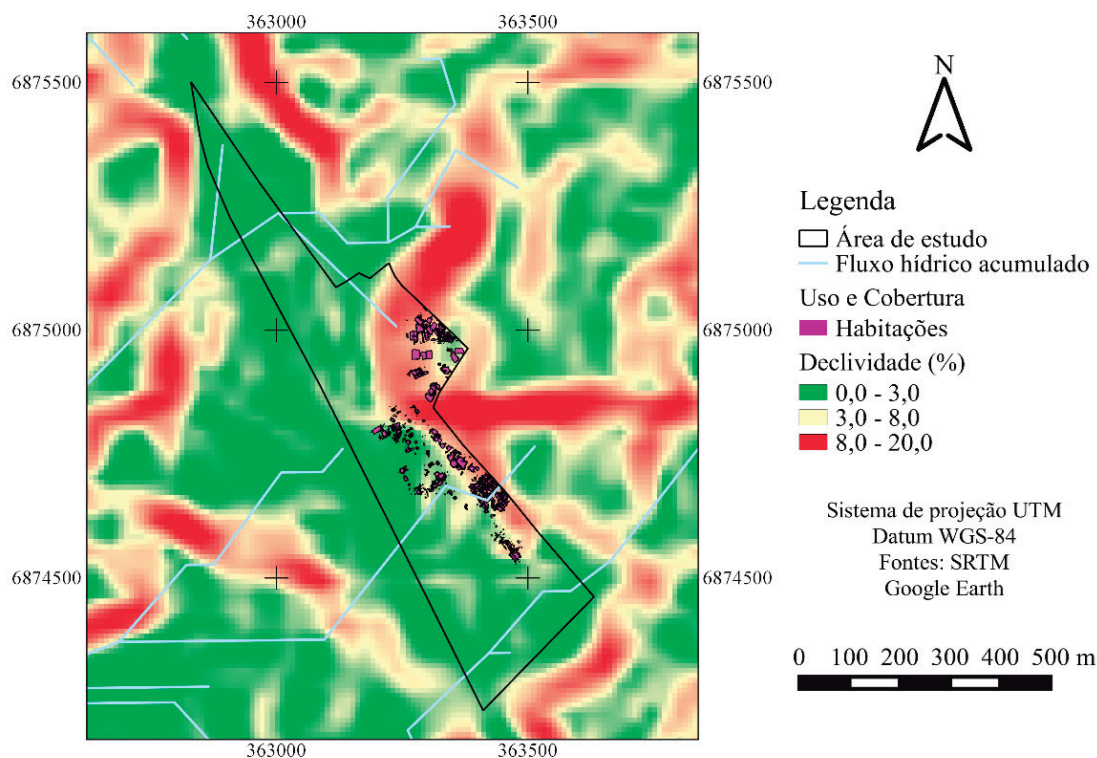 363000 363500
N
6875500 6875500
Legenda
Área de estudo
Fluxo hídrico acumulado
Uso e Cobertura
6875000 6875000
Habitações
Declividade (%)
0,0 - 3,0
3,0 - 8,0
8,0 - 20,0
Sistema de projeção UTM
Datum WGS-84
Fontes: SRTM
Google Earth
6874500 6874500
0 100 200 300 400 500 m
363000 363500